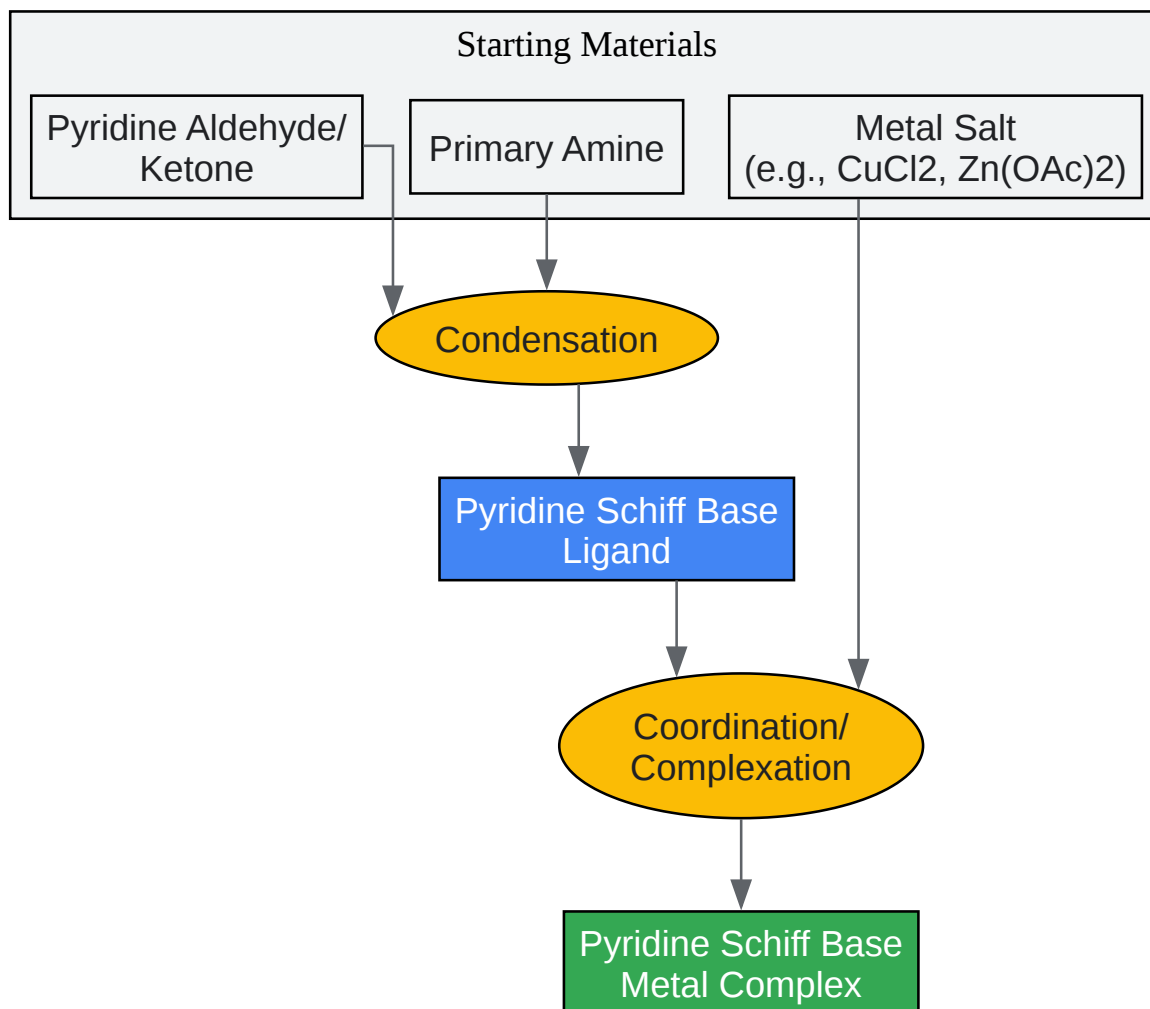 Starting Materials
Pyridine Aldehyde/
Ketone
Primary Amine
Metal Salt
(e.g., CuCl2, Zn(OAc)2)
Condensation
Pyridine Schiff Base
Ligand
Coordination/
Complexation
Pyridine Schiff Base
Metal Complex